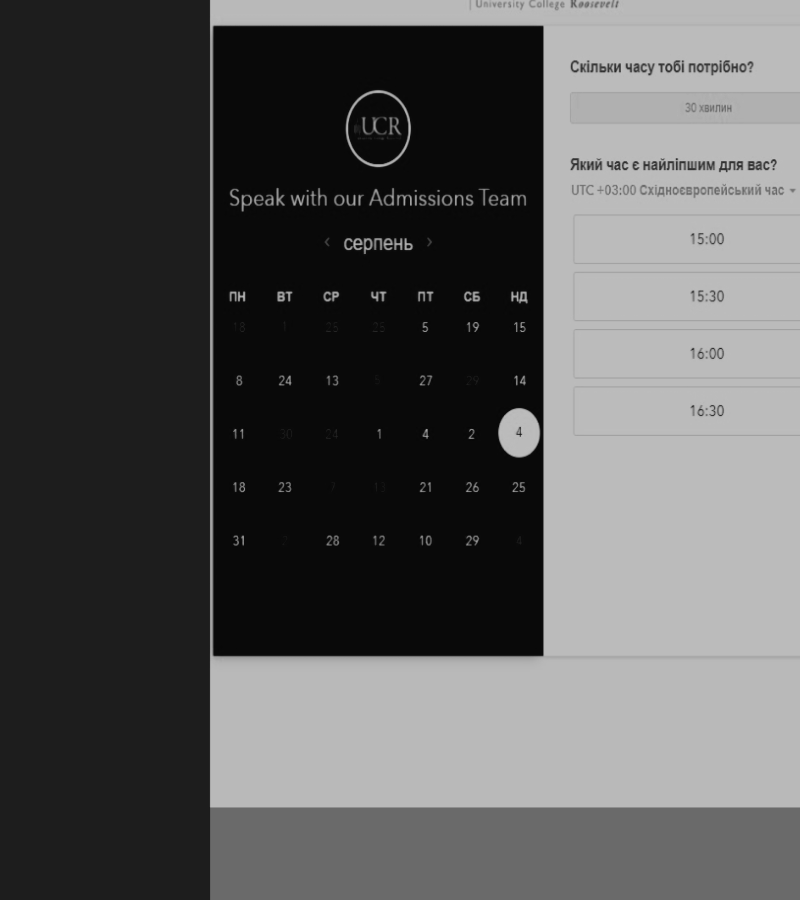 University College Roosevelt
UCR
Speak with our Admissions Team
‹ серпень ›
ПН ВТ СР ЧТ ПТ СБ НД
18 1 25 25 5 19 15
8 24 13 6 27 29 14
11 30 24 1 4 2 4
18 23 7 13 21 26 25
31 2 28 12 10 29 4
Скільки часу тобі потрібно?
30 хвилин
Який час є найліпшим для вас?
UTC +03:00 Східноєвропейський час
15:00
15:30
16:00
16:30